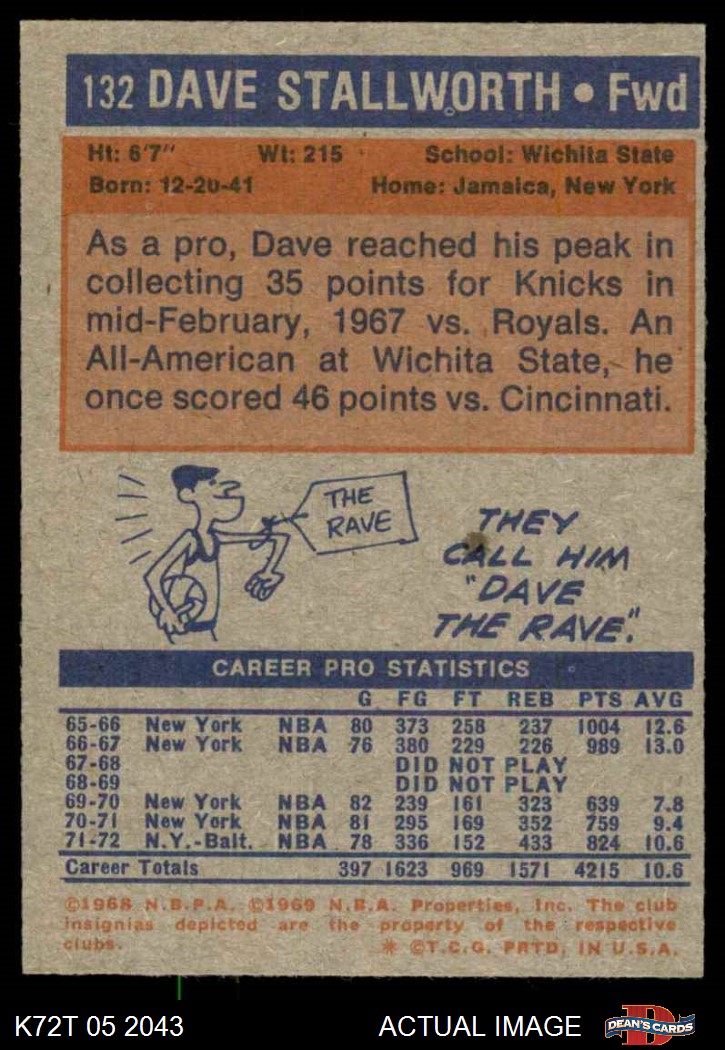 132 DAVE STALLWORTH • Fwd
Ht: 6'7" Wt: 215 School: Wichita State
Born: 12-20-41 Home: Jamaica, New York
As a pro, Dave reached his peak in
collecting 35 points for Knicks in
mid-February, 1967 vs. Royals. An
All-American at Wichita State, he
once scored 46 points vs. Cincinnati.
THE
RAVE
THEY
CALL HIM
"DAVE
THE RAVE".
CAREER PRO STATISTICS
G FG FT REB PTS AVG
65-66 New York NBA 80 373 258 237 1004 12.6
66-67 New York NBA 76 380 229 226 989 13.0
67-68 DID NOT PLAY
68-69 DID NOT PLAY
69-70 New York NBA 82 239 161 323 639 7.8
70-71 New York NBA 81 295 169 352 759 9.4
71-72 N.Y.-Balt. NBA 78 336 152 433 824 10.6
Career Totals 397 1623 969 1571 4215 10.6
©1968 N.B.P.A. ©1969 N.B.A. Properties, Inc. The club
insignias depicted are the property of the respective
clubs. * ©T.C.G. PRTD. IN U.S.A.
K72T 05 2043 ACTUAL IMAGE DEAN'S CARDS